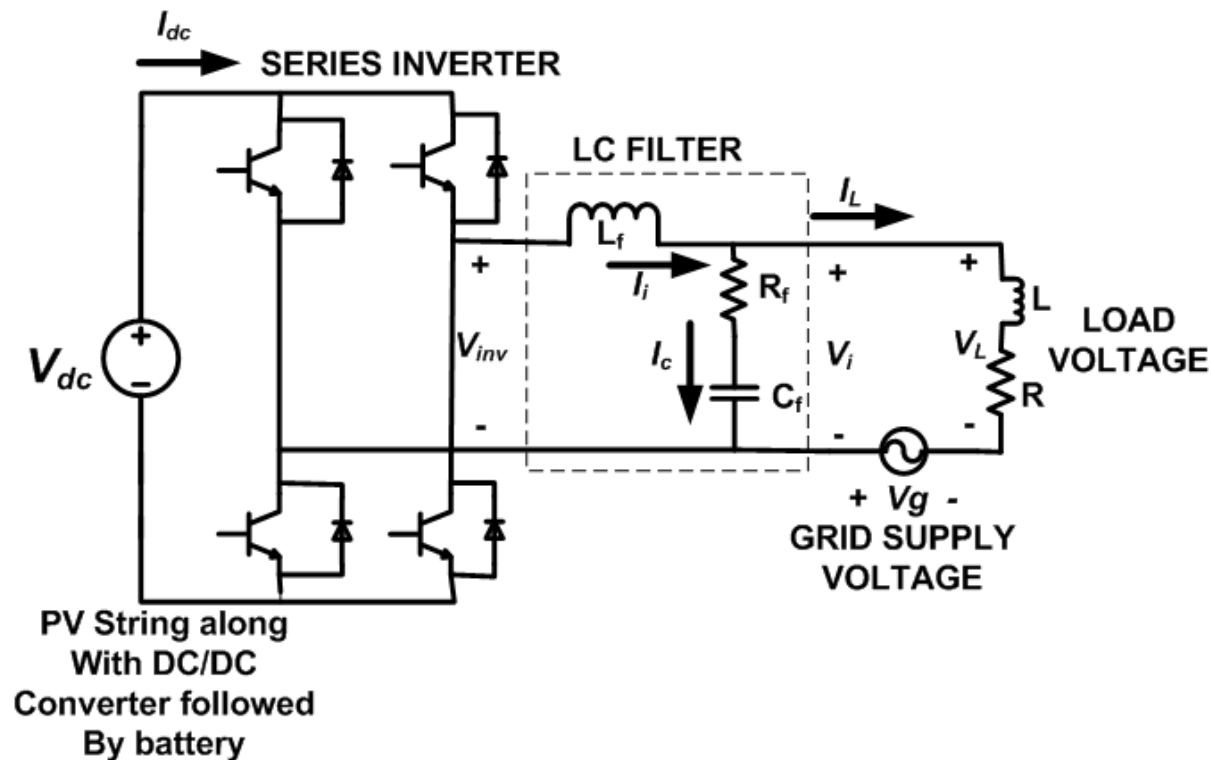 Idc
SERIES INVERTER
LC FILTER
IL
Lf
+
Ii
Rf
+
+
L
Vdc
+
-
Vinv
Ic
Vi
VL
LOAD
VOLTAGE
R
Cf
-
-
-
+ Vg -
GRID SUPPLY
VOLTAGE
PV String along
With DC/DC
Converter followed
By battery